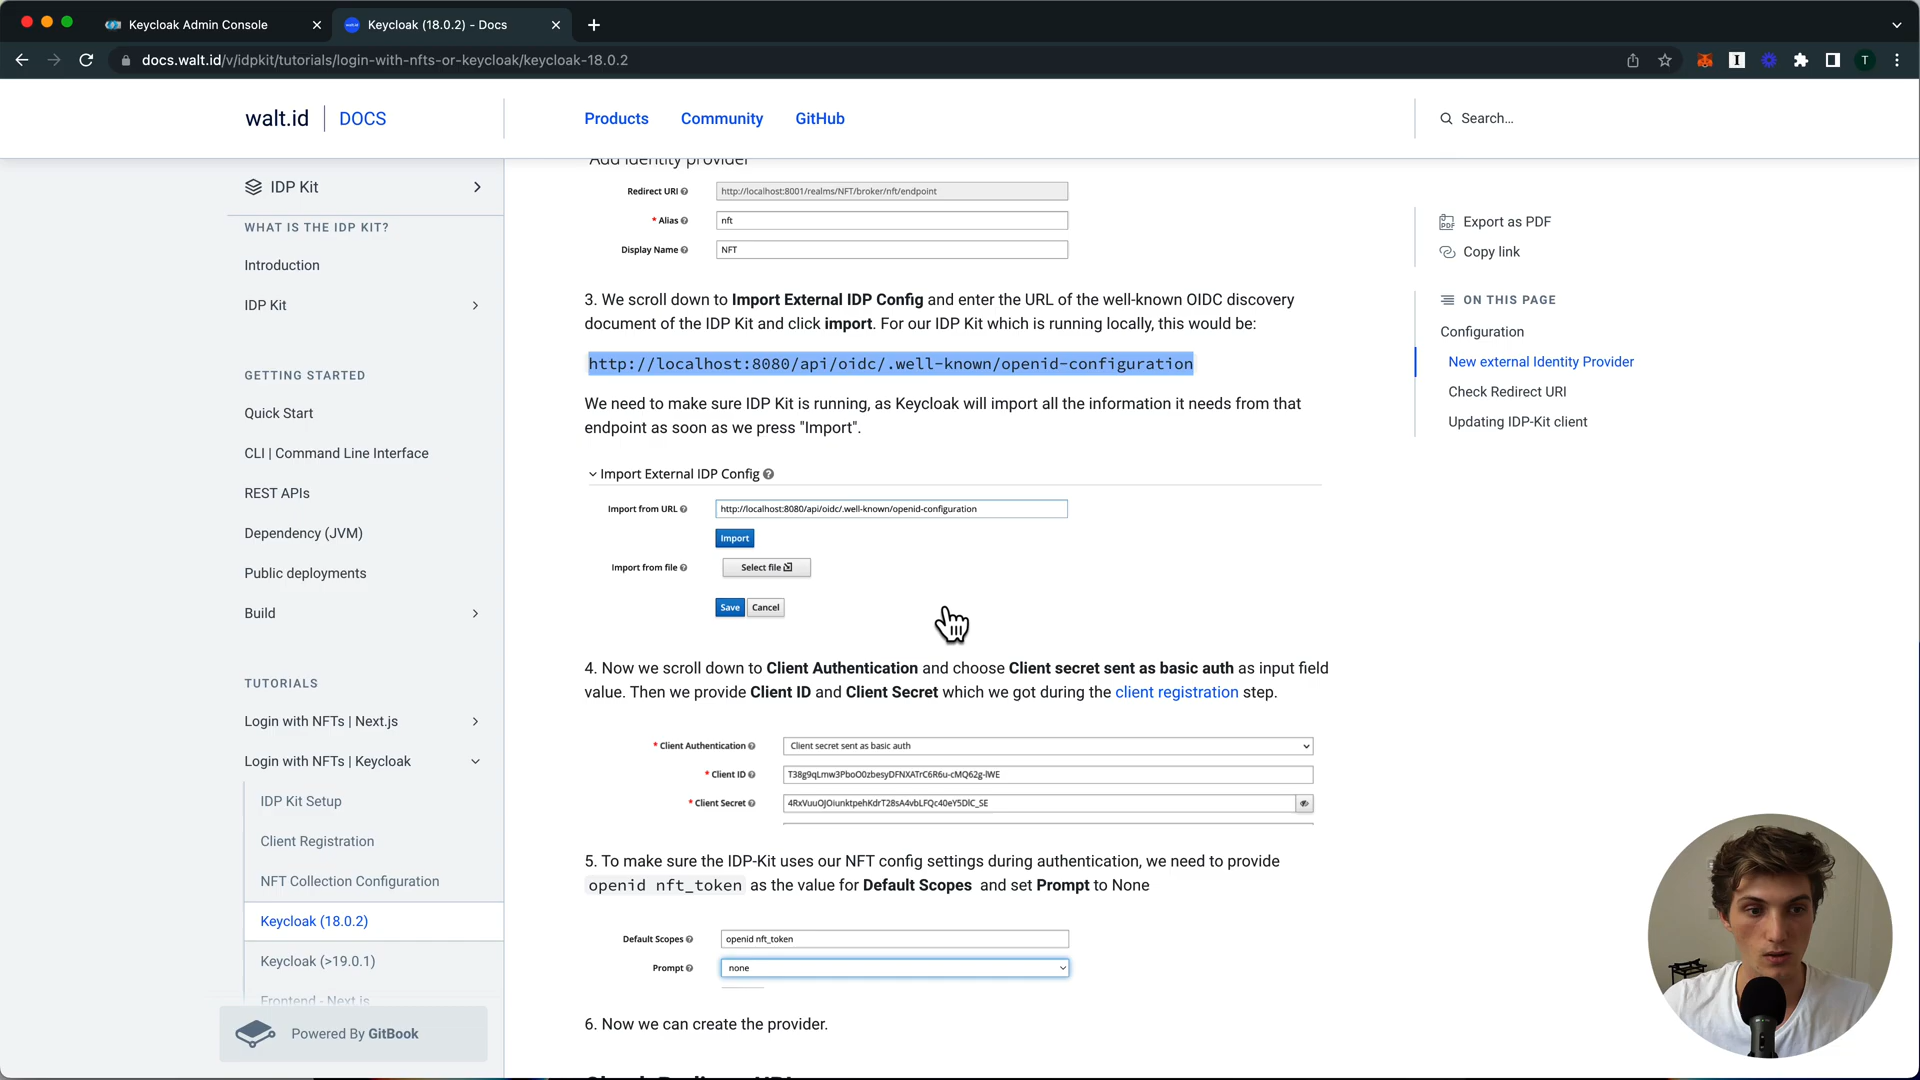 Keycloak Admin Console
Keycloak (18.0.2) - Docs
docs.walt.id/v/idpkit/tutorials/login-with-nfts-or-keycloak/keycloak-18.0.2
T
walt.id
DOCS
Products
Community
GitHub
Search...
IDP Kit
WHAT IS THE IDP KIT?
Introduction
IDP Kit
GETTING STARTED
Quick Start
CLI | Command Line Interface
REST APIs
Dependency (JVM)
Public deployments
Build
TUTORIALS
Login with NFTs | Next.js
Login with NFTs | Keycloak
IDP Kit Setup
Client Registration
NFT Collection Configuration
Keycloak (18.0.2)
Keycloak (>19.0.1)
Frontend - Next.js
Powered By GitBook
Add identity provider
Redirect URI http://localhost:8001/realms/NFT/broker/nft/endpoint
* Alias nft
Display Name NFT
3. We scroll down to Import External IDP Config and enter the URL of the well-known OIDC discovery
document of the IDP Kit and click import. For our IDP Kit which is running locally, this would be:
http://localhost:8080/api/oidc/.well-known/openid-configuration
We need to make sure IDP Kit is running, as Keycloak will import all the information it needs from that
endpoint as soon as we press "Import".
Import External IDP Config
Import from URL http://localhost:8080/api/oidc/.well-known/openid-configuration
Import
Import from file Select file
Save Cancel
4. Now we scroll down to Client Authentication and choose Client secret sent as basic auth as input field
value. Then we provide Client ID and Client Secret which we got during the client registration step.
* Client Authentication Client secret sent as basic auth
* Client ID T38g9qLmw3PboO0zbesyDFNXATrC6R6u-cMQ62g-lWE
* Client Secret 4RxVuuOJOiunktpehKdrT28sA4vbLFQc40eY5DlC_SE
5. To make sure the IDP-Kit uses our NFT config settings during authentication, we need to provide
openid nft_token as the value for Default Scopes and set Prompt to None
Default Scopes openid nft_token
Prompt none
6. Now we can create the provider.
Check Redirect URI
Export as PDF
Copy link
ON THIS PAGE
Configuration
New external Identity Provider
Check Redirect URI
Updating IDP-Kit client